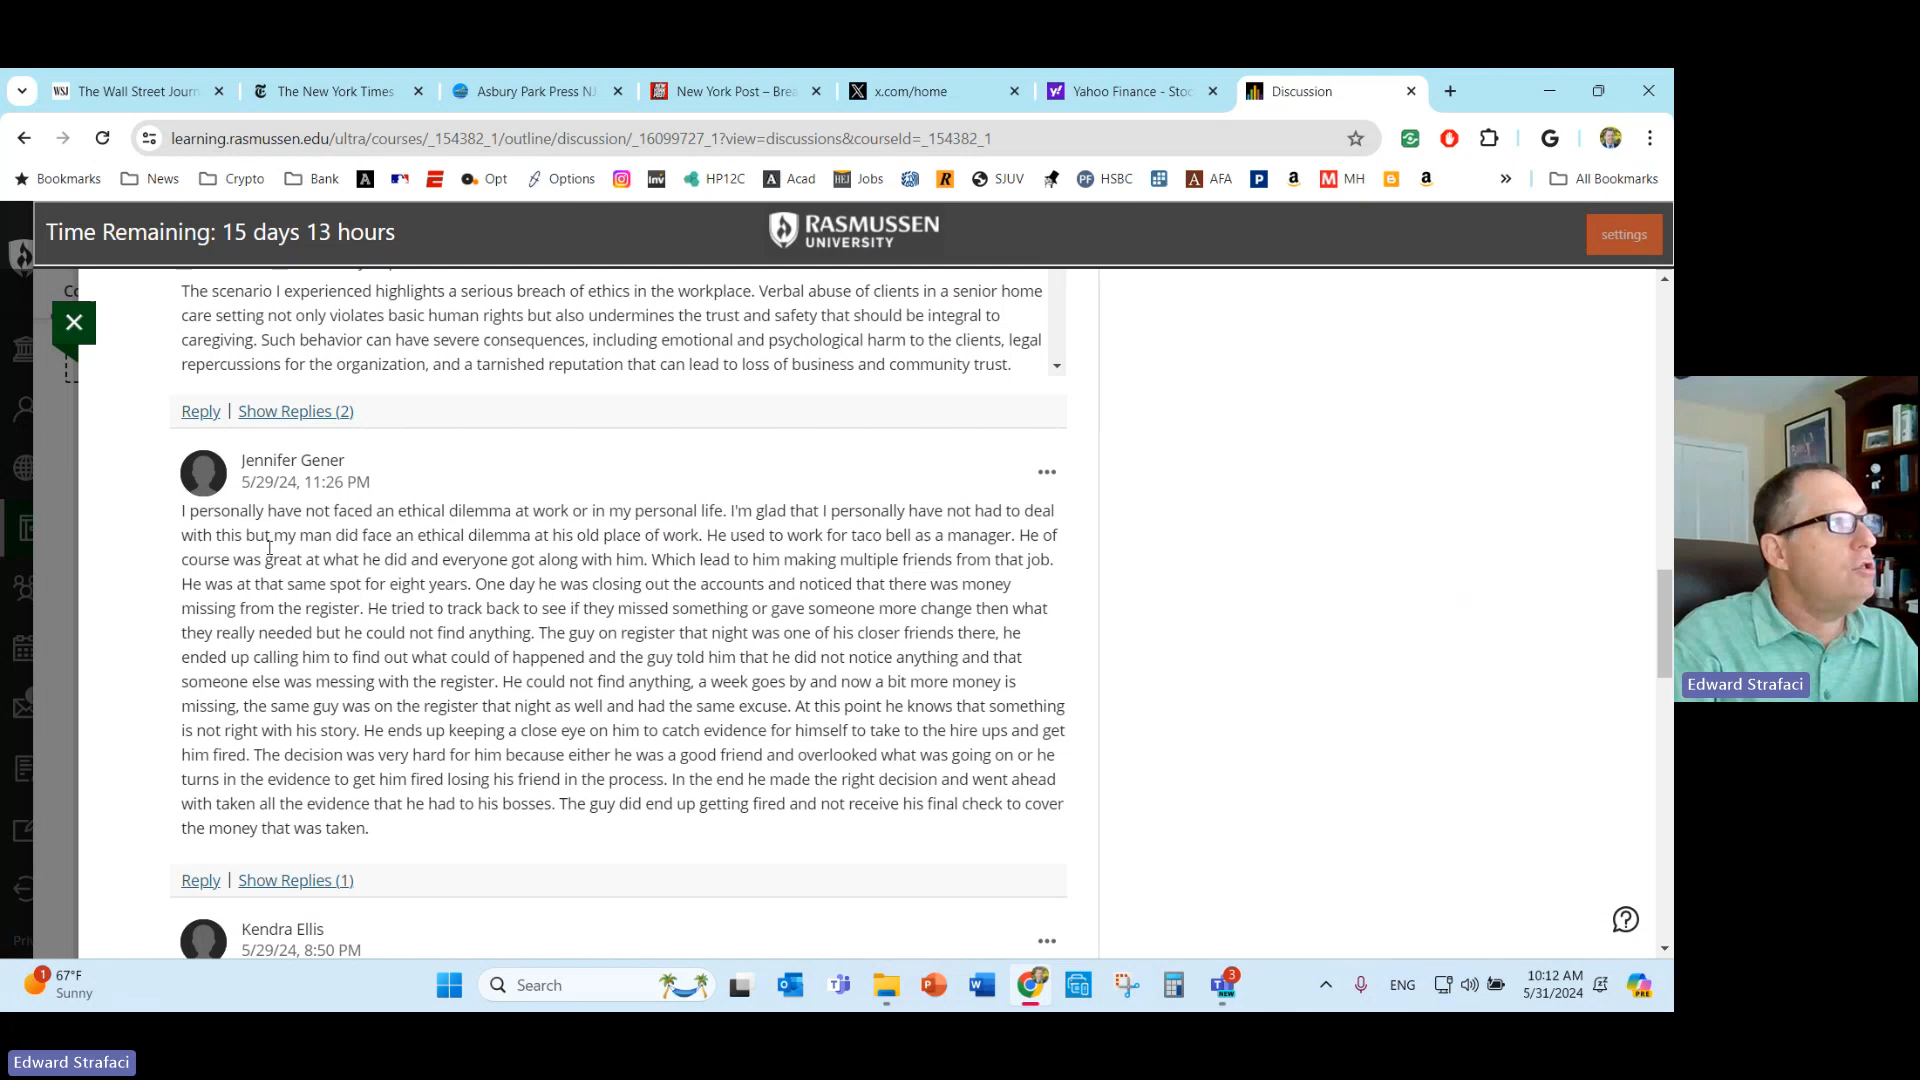 The Wall Street Journ
The New York Times
Asbury Park Press NJ
New York Post – Brea
x.com/home
Yahoo Finance - Stoc
Discussion
learning.rasmussen.edu/ultra/courses/_154382_1/outline/discussion/_16099727_1?view=discussions&courseId=_154382_1
Bookmarks News Crypto Bank Opt Options HP12C Acad Jobs SJUV HSBC AFA MH All Bookmarks
Time Remaining: 15 days 13 hours
RASMUSSEN
UNIVERSITY
settings
The scenario I experienced highlights a serious breach of ethics in the workplace. Verbal abuse of clients in a senior home
care setting not only violates basic human rights but also undermines the trust and safety that should be integral to
caregiving. Such behavior can have severe consequences, including emotional and psychological harm to the clients, legal
repercussions for the organization, and a tarnished reputation that can lead to loss of business and community trust.
Reply | Show Replies (2)
Jennifer Gener
5/29/24, 11:26 PM
I personally have not faced an ethical dilemma at work or in my personal life. I'm glad that I personally have not had to deal
with this but my man did face an ethical dilemma at his old place of work. He used to work for taco bell as a manager. He of
course was great at what he did and everyone got along with him. Which lead to him making multiple friends from that job.
He was at that same spot for eight years. One day he was closing out the accounts and noticed that there was money
missing from the register. He tried to track back to see if they missed something or gave someone more change then what
they really needed but he could not find anything. The guy on register that night was one of his closer friends there, he
ended up calling him to find out what could of happened and the guy told him that he did not notice anything and that
someone else was messing with the register. He could not find anything, a week goes by and now a bit more money is
missing, the same guy was on the register that night as well and had the same excuse. At this point he knows that something
is not right with his story. He ends up keeping a close eye on him to catch evidence for himself to take to the hire ups and get
him fired. The decision was very hard for him because either he was a good friend and overlooked what was going on or he
turns in the evidence to get him fired losing his friend in the process. In the end he made the right decision and went ahead
with taken all the evidence that he had to his bosses. The guy did end up getting fired and not receive his final check to cover
the money that was taken.
Reply | Show Replies (1)
Kendra Ellis
5/29/24, 8:50 PM
Edward Strafaci
1
67°F
Sunny
Search
3
NEW
ENG
10:12 AM
5/31/2024
PRE
Edward Strafaci